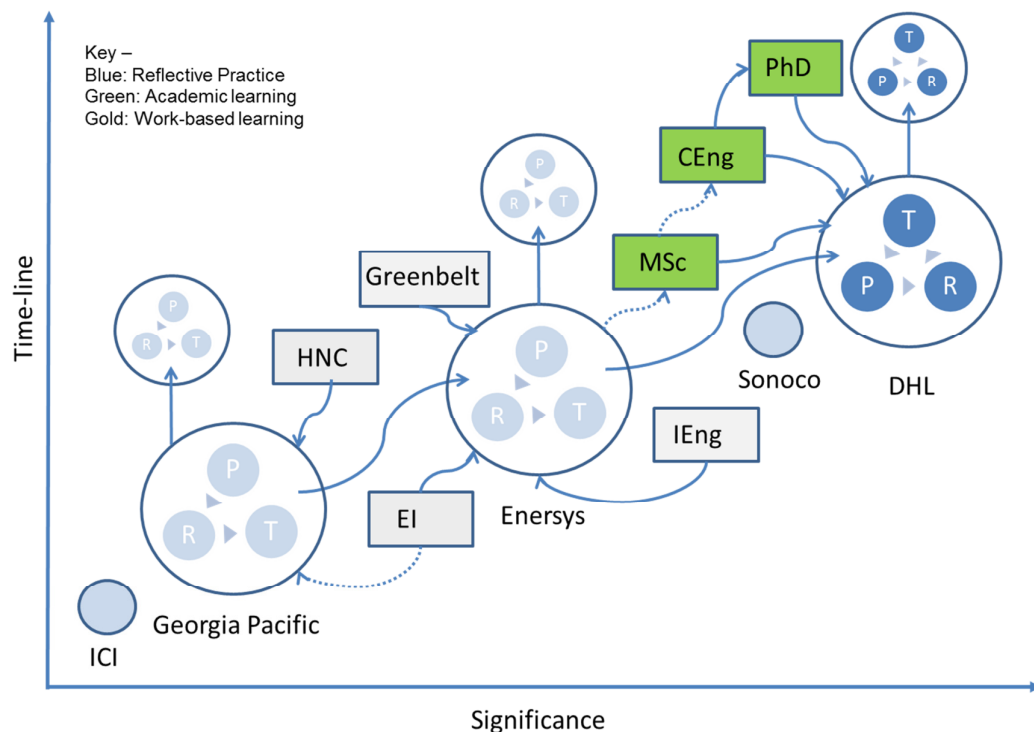 Key –
Blue: Reflective Practice
Green: Academic learning
Gold: Work-based learning
PhD
T
P
R
CEng
P
R
T
MSc
Greenbelt
T
P
R
P
R
T
HNC
P
R
T
Sonoco
DHL
IEng
P
R
T
EI
Enersys
Georgia Pacific
ICI
Time-line
Significance